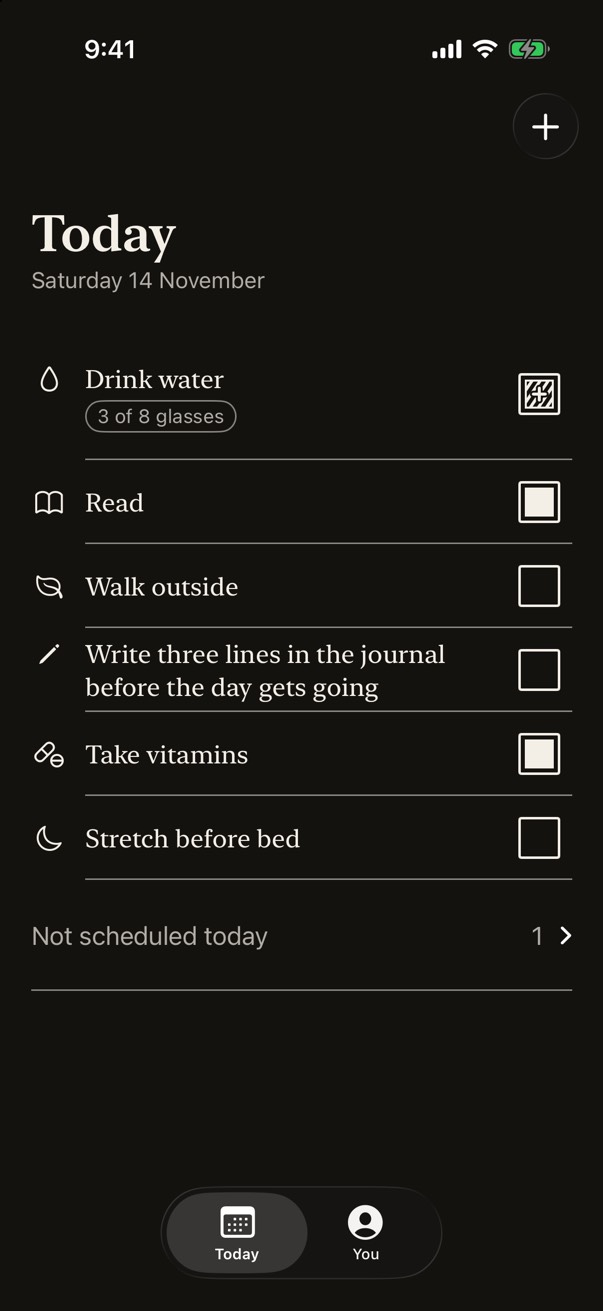 9:41
Today
Saturday 14 November
Drink water
3 of 8 glasses
Read
Walk outside
Write three lines in the journal
before the day gets going
Take vitamins
Stretch before bed
Not scheduled today 1
Today
You